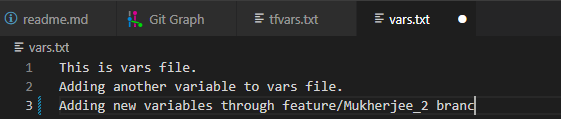 readme.md Git Graph tfvars.txt vars.txt
vars.txt
1 This is vars file.
2 Adding another variable to vars file.
3 Adding new variables through feature/Mukherjee_2 branc